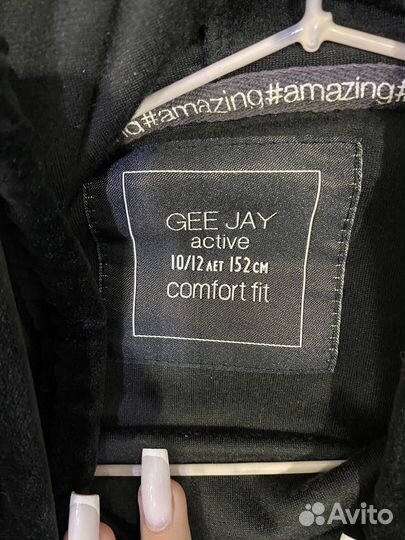 #amazing#amazing#
GEE JAY
active
10/12 лет 152 см
comfort fit
Avito